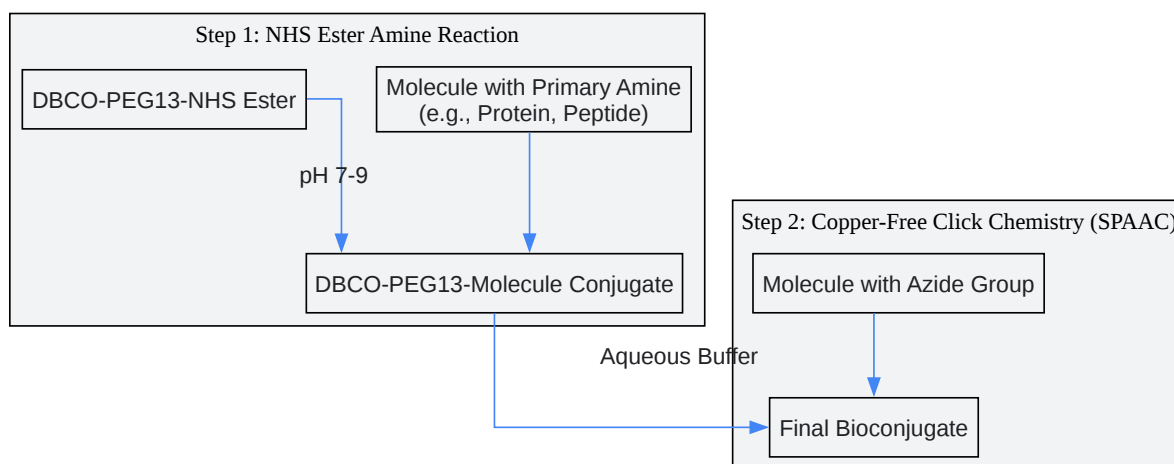 Step 1: NHS Ester Amine Reaction
DBCO-PEG13-NHS Ester
Molecule with Primary Amine
(e.g., Protein, Peptide)
pH 7-9
DBCO-PEG13-Molecule Conjugate
Step 2: Copper-Free Click Chemistry (SPAAC)
Molecule with Azide Group
Aqueous Buffer
Final Bioconjugate